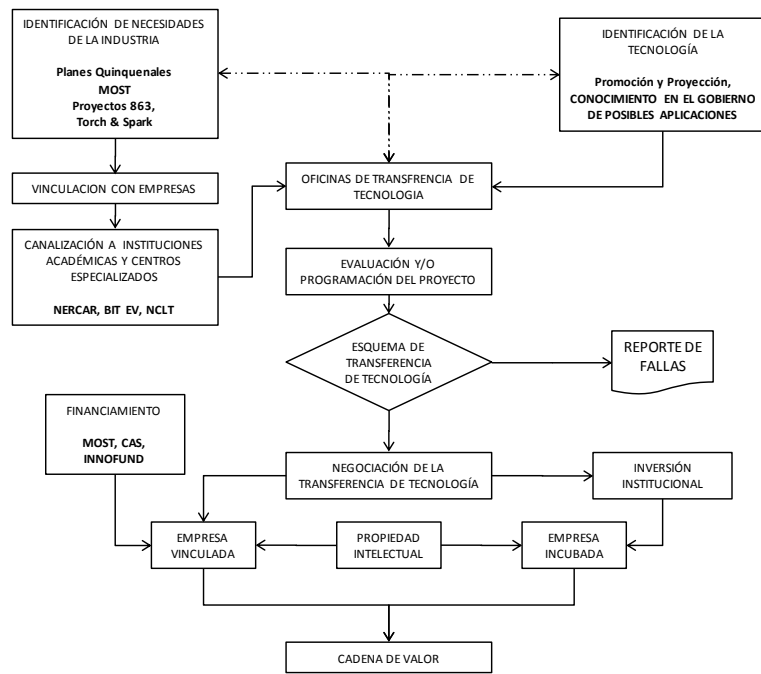 IDENTIFICACIÓN DE NECESIDADES
DE LA INDUSTRIA
Planes Quinquenales
MOST
Proyectos 863,
Torch & Spark
IDENTIFICACIÓN DE LA
TECNOLOGÍA
Promoción y Proyección,
CONOCIMIENTO EN EL GOBIERNO
DE POSIBLES APLICACIONES
VINCULACION CON EMPRESAS
OFICINAS DE TRANSFRENCIA DE
TECNOLOGIA
CANALIZACIÓN A INSTITUCIONES
ACADÉMICAS Y CENTROS
ESPECIALIZADOS
NERCAR, BIT EV, NCLT
EVALUACIÓN Y/O
PROGRAMACIÓN DEL PROYECTO
ESQUEMA DE
TRANSFERENCIA
DE TECNOLOGÍA
REPORTE DE
FALLAS
FINANCIAMIENTO
MOST, CAS,
INNOFUND
NEGOCIACIÓN DE LA
TRANSFERENCIA DE TECNOLOGÍA
INVERSIÓN
INSTITUCIONAL
EMPRESA
VINCULADA
PROPIEDAD
INTELECTUAL
EMPRESA
INCUBADA
CADENA DE VALOR